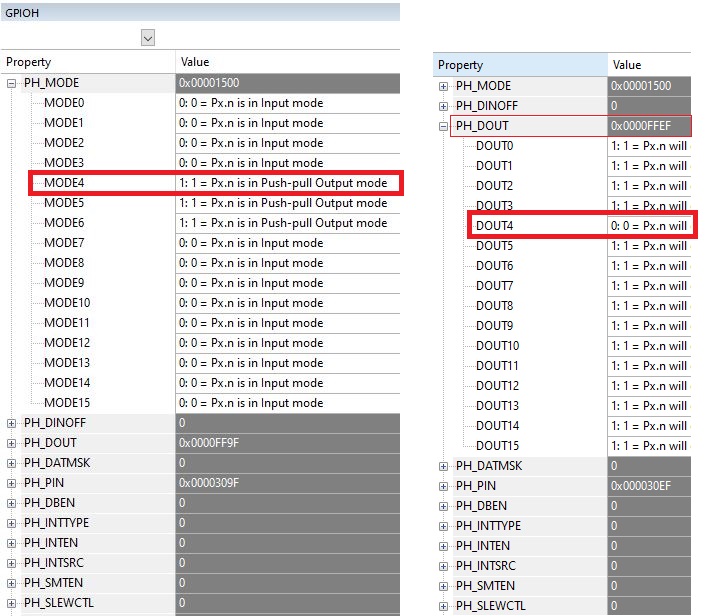 GPIOH
Property Value
PH_MODE 0x00001500
MODE0 0: 0 = Px.n is in Input mode
MODE1 0: 0 = Px.n is in Input mode
MODE2 0: 0 = Px.n is in Input mode
MODE3 0: 0 = Px.n is in Input mode
MODE4 1: 1 = Px.n is in Push-pull Output mode
MODE5 1: 1 = Px.n is in Push-pull Output mode
MODE6 1: 1 = Px.n is in Push-pull Output mode
MODE7 0: 0 = Px.n is in Input mode
MODE8 0: 0 = Px.n is in Input mode
MODE9 0: 0 = Px.n is in Input mode
MODE10 0: 0 = Px.n is in Input mode
MODE11 0: 0 = Px.n is in Input mode
MODE12 0: 0 = Px.n is in Input mode
MODE13 0: 0 = Px.n is in Input mode
MODE14 0: 0 = Px.n is in Input mode
MODE15 0: 0 = Px.n is in Input mode
PH_DINOFF 0
PH_DOUT 0x0000FF9F
PH_DATMSK 0
PH_PIN 0x0000309F
PH_DBEN 0
PH_INTTYPE 0
PH_INTEN 0
PH_INTSRC 0
PH_SMTEN 0
PH_SLEWCTL 0
Property Value
PH_MODE 0x00001500
PH_DINOFF 0
PH_DOUT 0x0000FFEF
DOUT0 1: 1 = Px.n will
DOUT1 1: 1 = Px.n will
DOUT2 1: 1 = Px.n will
DOUT3 1: 1 = Px.n will
DOUT4 0: 0 = Px.n will
DOUT5 1: 1 = Px.n will
DOUT6 1: 1 = Px.n will
DOUT7 1: 1 = Px.n will
DOUT8 1: 1 = Px.n will
DOUT9 1: 1 = Px.n will
DOUT10 1: 1 = Px.n will
DOUT11 1: 1 = Px.n will
DOUT12 1: 1 = Px.n will
DOUT13 1: 1 = Px.n will
DOUT14 1: 1 = Px.n will
DOUT15 1: 1 = Px.n will
PH_DATMSK 0
PH_PIN 0x000030EF
PH_DBEN 0
PH_INTTYPE 0
PH_INTEN 0
PH_INTSRC 0
PH_SMTEN 0
PH_SLEWCTL 0